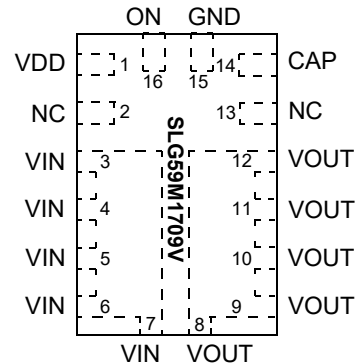 ON GND
VDD 1 16 15 14 CAP
NC 2 13 NC
VIN 3 12 VOUT
VIN 4 11 VOUT
VIN 5 10 VOUT
VIN 6 9 VOUT
7 8
VIN VOUT
SLG59M1709V